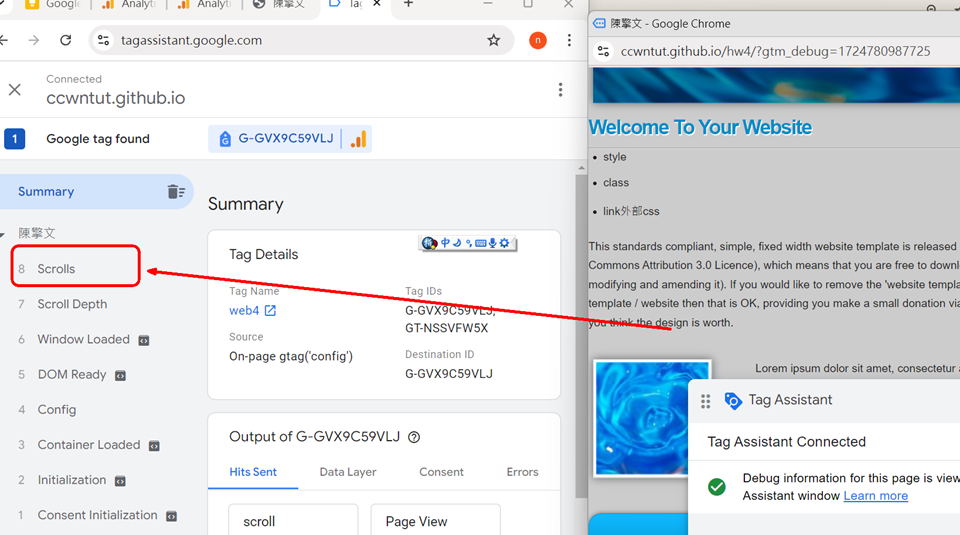 Google
Analyti
Analyti
陳擎文
Tag
tagassistant.google.com
n
Connected
ccwntut.github.io
1 Google tag found G-GVX9C59VLJ
Summary
陳擎文
8 Scrolls
7 Scroll Depth
6 Window Loaded
5 DOM Ready
4 Config
3 Container Loaded
2 Initialization
1 Consent Initialization
Summary
中
Tag Details
Tag Name
web4
Source
On-page gtag('config')
Tag IDs
G-GVX9C59VLJ,
GT-NSSVFW5X
Destination ID
G-GVX9C59VLJ
Output of G-GVX9C59VLJ
Hits Sent Data Layer Consent Errors
scroll Page View
陳擎文 - Google Chrome
ccwntut.github.io/hw4/?gtm_debug=1724780987725
Welcome To Your Website
• style
• class
• link外部css
This standards compliant, simple, fixed width website template is released
Commons Attribution 3.0 Licence), which means that you are free to downl
modifying and amending it). If you would like to remove the 'website templa
template / website then that is OK, providing you make a small donation via
you think the design is worth.
Lorem ipsum dolor sit amet, consectetur a
Tag Assistant
Tag Assistant Connected
Debug information for this page is view
Assistant window Learn more